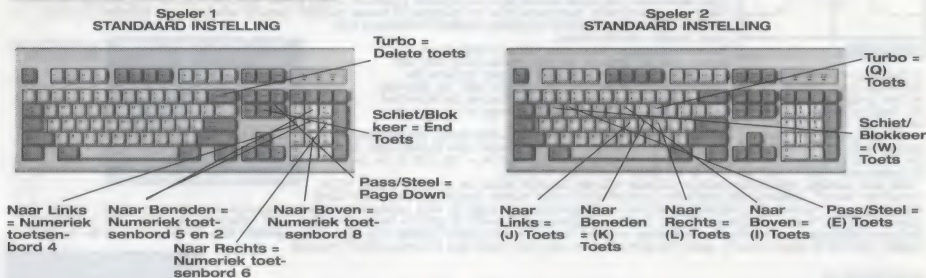 Speler 1
STANDAARD INSTELLING
Turbo =
Delete toets
Schiet/Blok
keer = End
Toets
Pass/Steel =
Page Down
Naar Links
= Numeriek
toetsen-
bord 4
Naar Beneden =
Numeriek toet-
senbord 5 en 2
Naar Rechts =
Numeriek toet-
senbord 6
Naar Boven =
Numeriek toet-
senbord 8
Speler 2
STANDAARD INSTELLING
Turbo =
(Q)
Toets
Schiet/
Blokkeer
= (W)
Toets
Naar
Links =
(J) Toets
Naar
Beneden
= (K)
Toets
Naar
Rechts =
(L) Toets
Naar
Boven =
(I) Toets
Pass/Steel =
(E) Toets